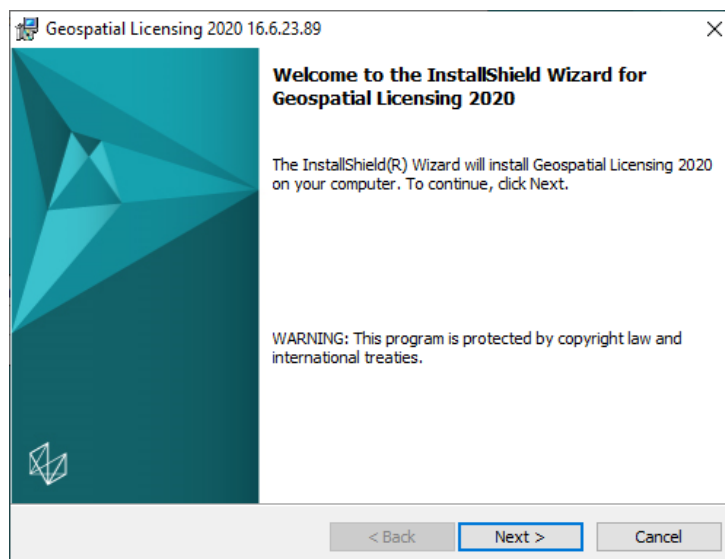 Geospatial Licensing 2020 16.6.23.89
Welcome to the InstallShield Wizard for
Geospatial Licensing 2020
The InstallShield(R) Wizard will install Geospatial Licensing 2020
on your computer. To continue, click Next.
WARNING: This program is protected by copyright law and
international treaties.
< Back
Next >
Cancel